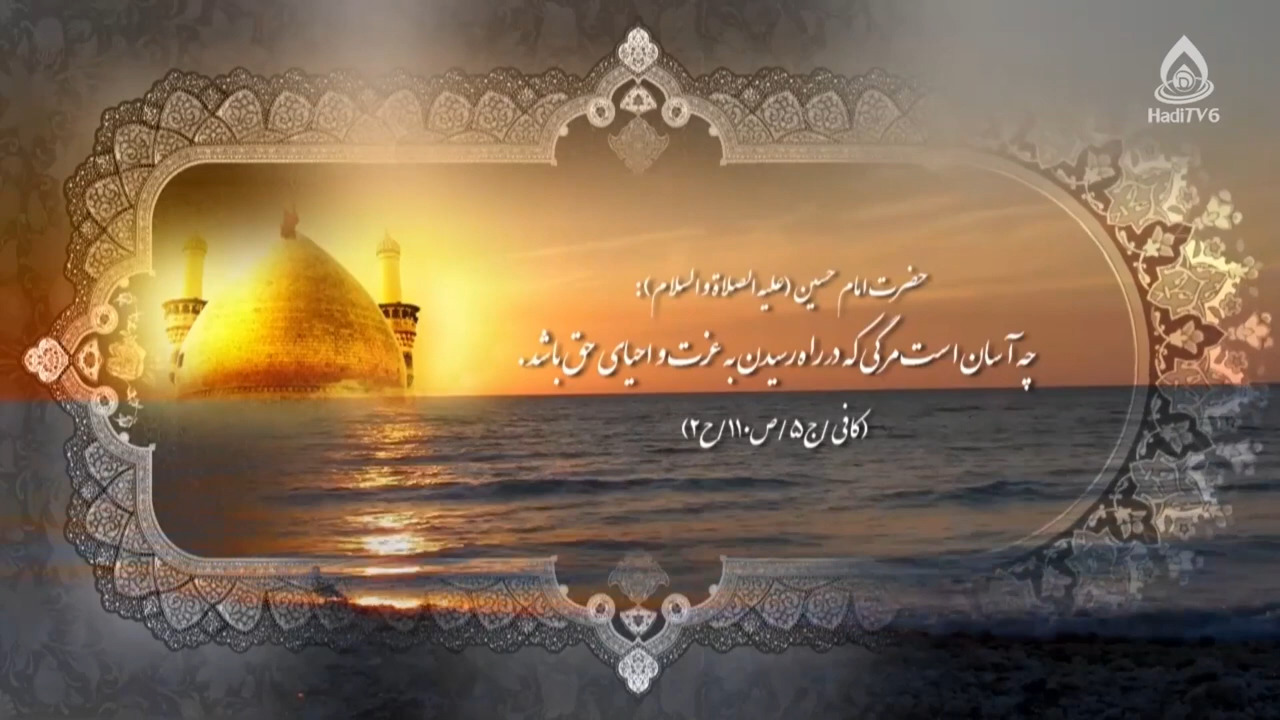 HadiTV6
حضرت امام حسین (علیه الصلاة والسلام):
چه آسان است مرگی که در راه رسیدن به عزت و احیای حق باشد.
(کافی /ج۵ /ص۱۱۰/ح۲)